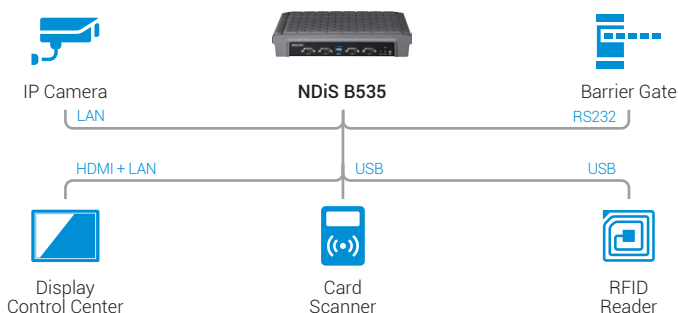 IP Camera
NDiS B535
Barrier Gate
LAN
RS232
HDMI + LAN
USB
USB
Display
Control Center
Card
Scanner
RFID
Reader